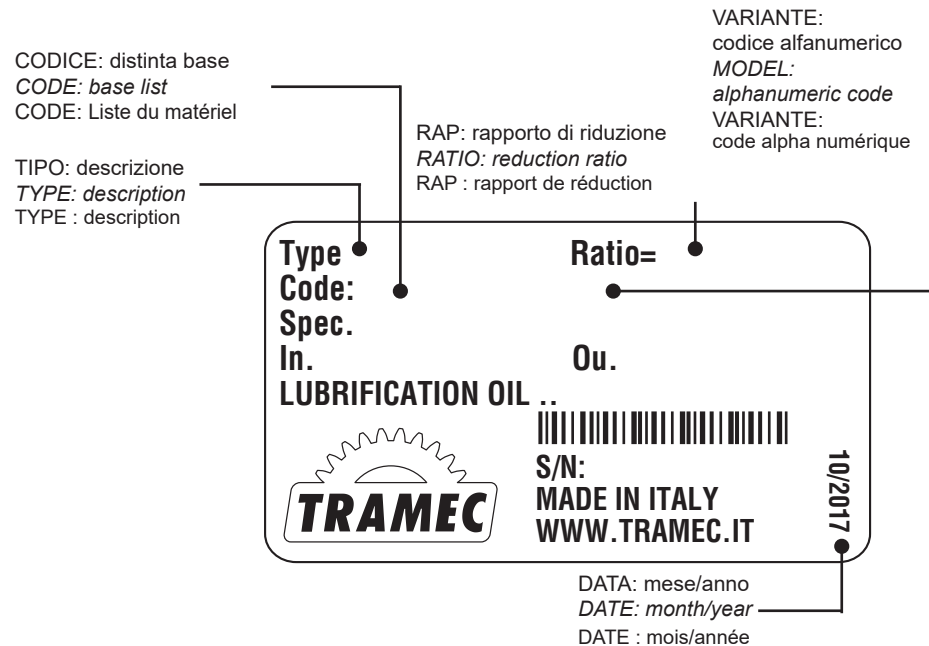 VARIANTE:
codice alfanumerico
MODEL:
alphanumeric code
VARIANTE:
code alpha numérique
CODICE: distinta base
CODE: base list
CODE: Liste du matériel
RAP: rapporto di riduzione
RATIO: reduction ratio
RAP : rapport de réduction
TIPO: descrizione
TYPE: description
TYPE : description
Type Ratio=
Code:
Spec.
In. Ou.
LUBRIFICATION OIL ..
S/N:
MADE IN ITALY
WWW.TRAMEC.IT
TRAMEC
10/2017
DATA: mese/anno
DATE: month/year
DATE : mois/année